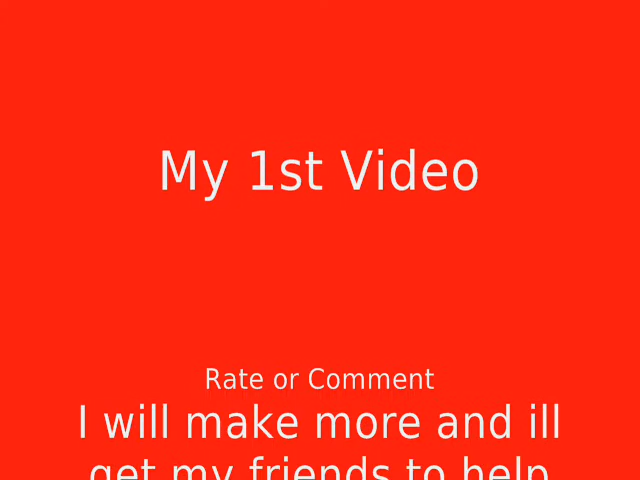 My 1st Video
Rate or Comment
I will make more and ill
get my friends to help